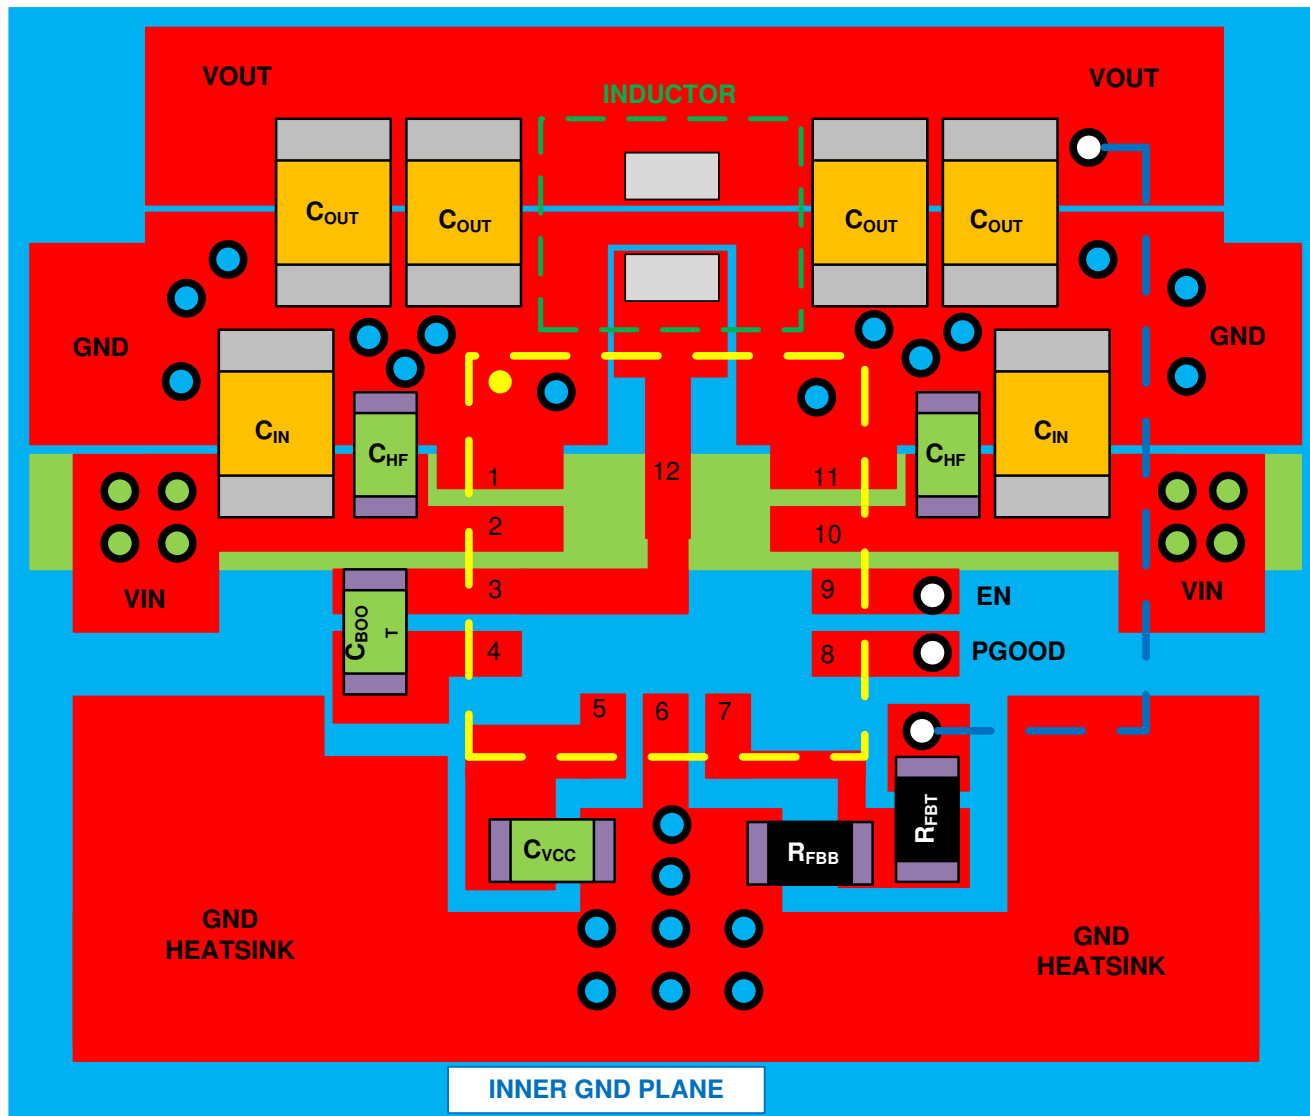 VOUT
VOUT
INDUCTOR
COUT
COUT
COUT
COUT
GND
GND
CIN
CHF
CHF
CIN
1
12
11
2
10
3
9
EN
VIN
VIN
CBOO
T
4
8
PGOOD
5
6
7
CVCC
RFBB
RFBT
GND
HEATSINK
GND
HEATSINK
INNER GND PLANE